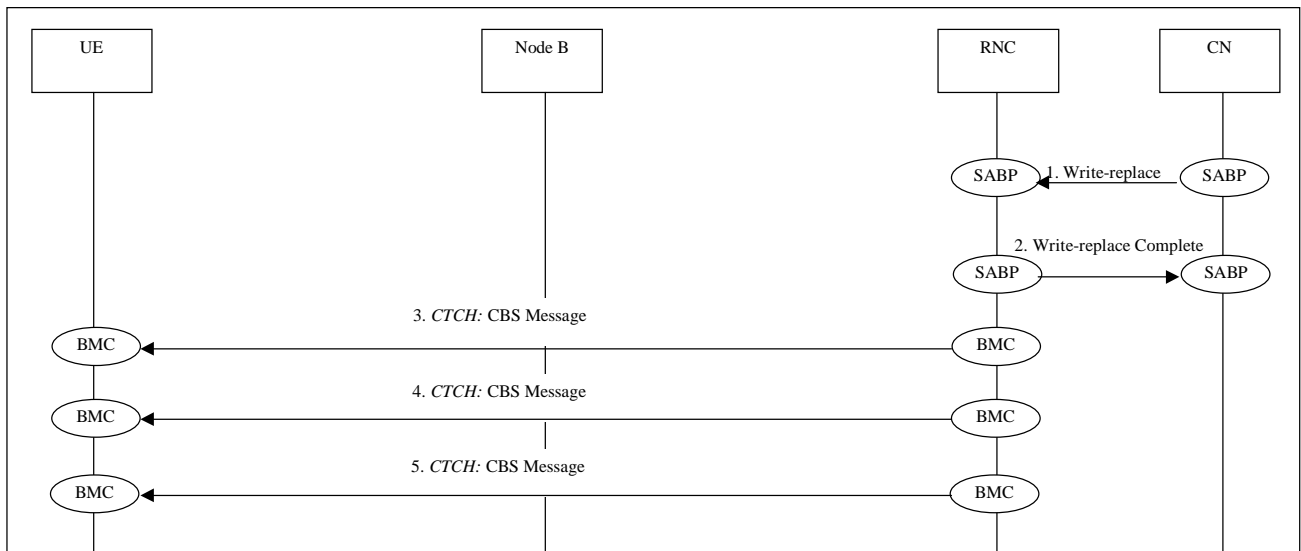 UE
Node B
RNC
CN
SABP
1. Write-replace
SABP
2. Write-replace Complete
SABP
SABP
3. CTCH: CBS Message
BMC
BMC
4. CTCH: CBS Message
BMC
BMC
5. CTCH: CBS Message
BMC
BMC